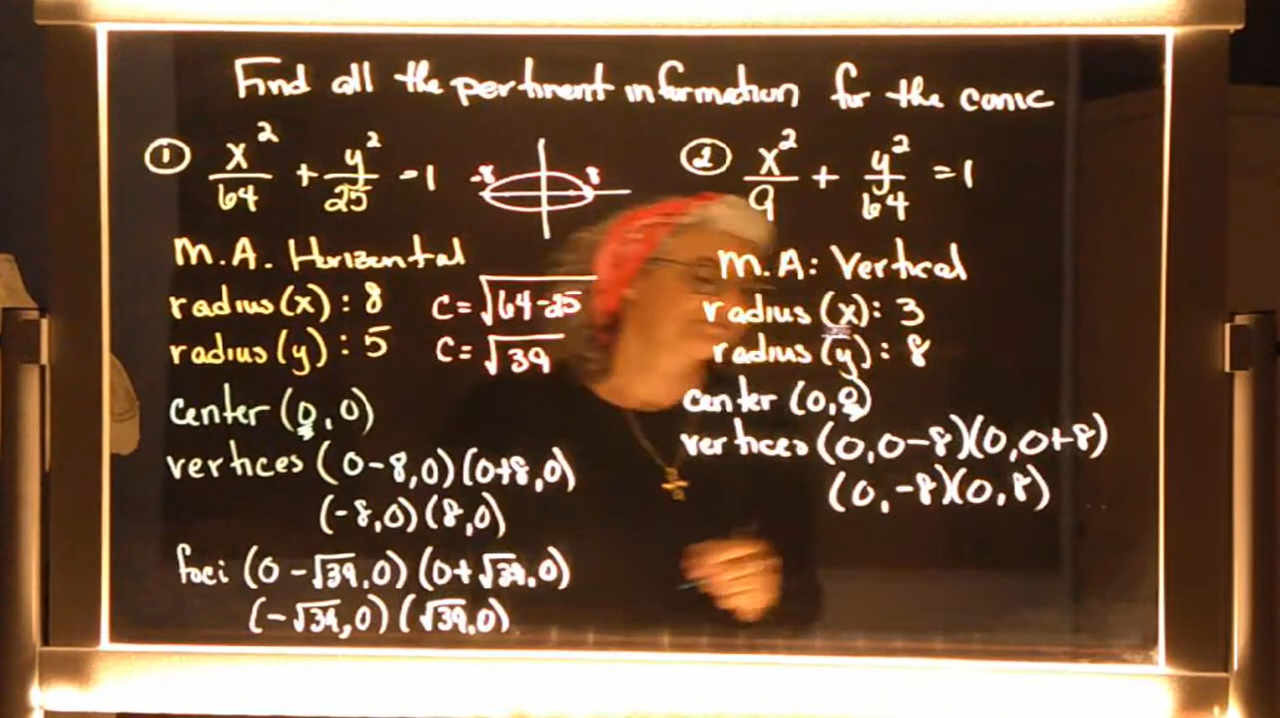 Find all the pertinent information for the conic
① x²/64 + y²/25 = 1
-8 8
M.A. Horizontal
radius(x) : 8
c = √64-25
radius(y) : 5
c = √39
center (0,0)
vertices (0-8,0)(0+8,0)
(-8,0)(8,0)
foci (0-√39,0)(0+√39,0)
(-√39,0)(√39,0)
② x²/9 + y²/64 = 1
M.A: Vertical
radius (x): 3
radius (y): 8
center (0,0)
vertices (0,0-8)(0,0+8)
(0,-8)(0,8)